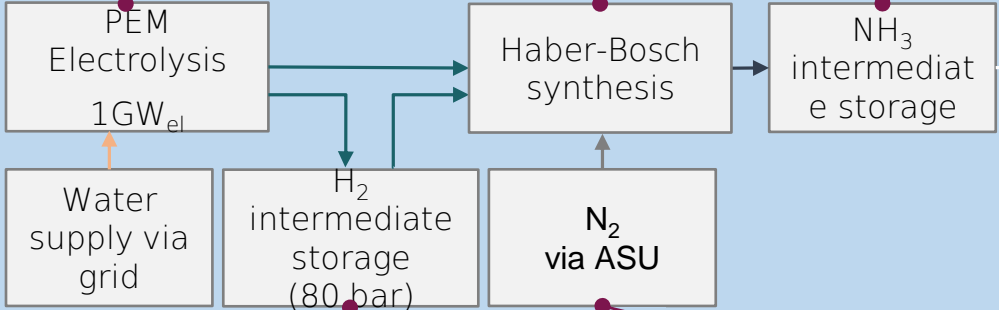 PEM
Electrolysis
1GWₑₗ
Haber-Bosch
synthesis
NH₃
intermediat
e storage
Water
supply via
grid
H₂
intermediate
storage
(80 bar)
N₂
via ASU